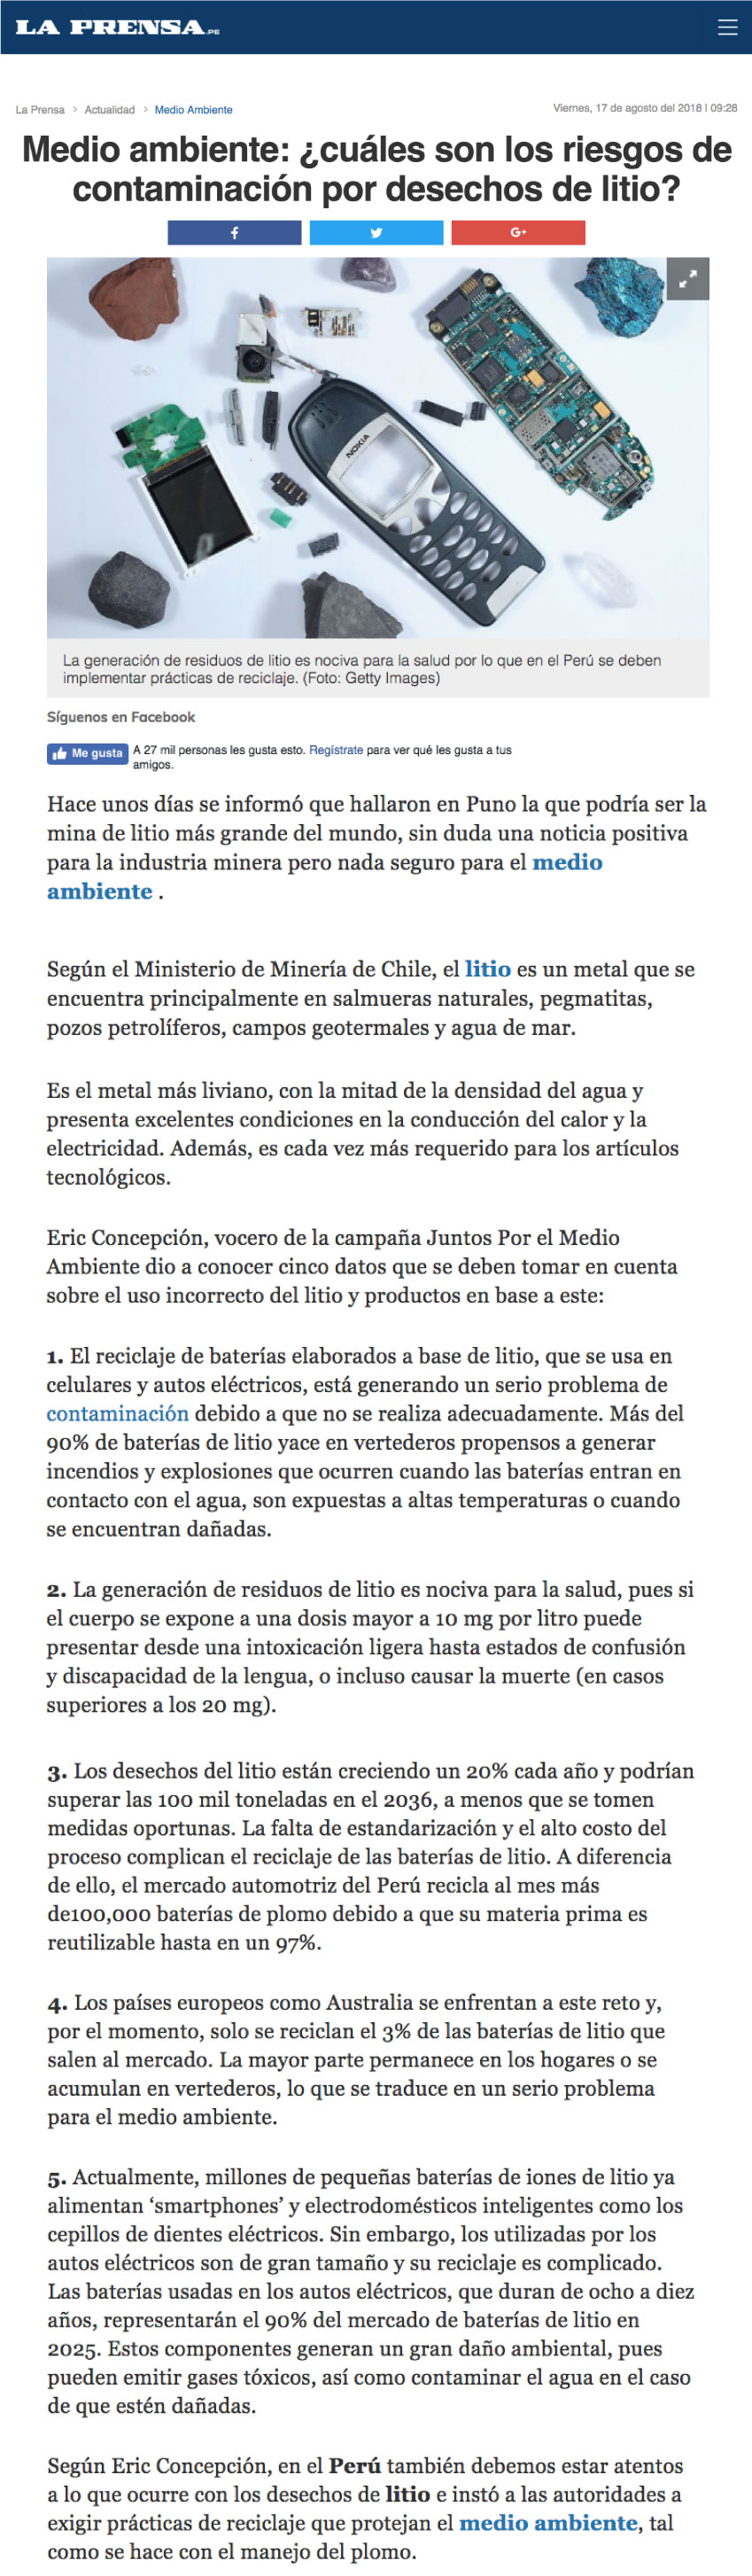 LA PRENSA.PE
La Prensa > Actualidad > Medio Ambiente
Viernes, 17 de agosto del 2018 | 09:28
Medio ambiente: ¿cuáles son los riesgos de
contaminación por desechos de litio?
f
G+
NOKIA
La generación de residuos de litio es nociva para la salud por lo que en el Perú se deben
implementar prácticas de reciclaje. (Foto: Getty Images)
Síguenos en Facebook
Me gusta
A 27 mil personas les gusta esto. Regístrate para ver qué les gusta a tus
amigos.
Hace unos días se informó que hallaron en Puno la que podría ser la
mina de litio más grande del mundo, sin duda una noticia positiva
para la industria minera pero nada seguro para el medio
ambiente .
Según el Ministerio de Minería de Chile, el litio es un metal que se
encuentra principalmente en salmueras naturales, pegmatitas,
pozos petrolíferos, campos geotermales y agua de mar.
Es el metal más liviano, con la mitad de la densidad del agua y
presenta excelentes condiciones en la conducción del calor y la
electricidad. Además, es cada vez más requerido para los artículos
tecnológicos.
Eric Concepción, vocero de la campaña Juntos Por el Medio
Ambiente dio a conocer cinco datos que se deben tomar en cuenta
sobre el uso incorrecto del litio y productos en base a este:
1. El reciclaje de baterías elaborados a base de litio, que se usa en
celulares y autos eléctricos, está generando un serio problema de
contaminación debido a que no se realiza adecuadamente. Más del
90% de baterías de litio yace en vertederos propensos a generar
incendios y explosiones que ocurren cuando las baterías entran en
contacto con el agua, son expuestas a altas temperaturas o cuando
se encuentran dañadas.
2. La generación de residuos de litio es nociva para la salud, pues si
el cuerpo se expone a una dosis mayor a 10 mg por litro puede
presentar desde una intoxicación ligera hasta estados de confusión
y discapacidad de la lengua, o incluso causar la muerte (en casos
superiores a los 20 mg).
3. Los desechos del litio están creciendo un 20% cada año y podrían
superar las 100 mil toneladas en el 2036, a menos que se tomen
medidas oportunas. La falta de estandarización y el alto costo del
proceso complican el reciclaje de las baterías de litio. A diferencia
de ello, el mercado automotriz del Perú recicla al mes más
de100,000 baterías de plomo debido a que su materia prima es
reutilizable hasta en un 97%.
4. Los países europeos como Australia se enfrentan a este reto y,
por el momento, solo se reciclan el 3% de las baterías de litio que
salen al mercado. La mayor parte permanece en los hogares o se
acumulan en vertederos, lo que se traduce en un serio problema
para el medio ambiente.
5. Actualmente, millones de pequeñas baterías de iones de litio ya
alimentan ‘smartphones’ y electrodomésticos inteligentes como los
cepillos de dientes eléctricos. Sin embargo, los utilizadas por los
autos eléctricos son de gran tamaño y su reciclaje es complicado.
Las baterías usadas en los autos eléctricos, que duran de ocho a diez
años, representarán el 90% del mercado de baterías de litio en
2025. Estos componentes generan un gran daño ambiental, pues
pueden emitir gases tóxicos, así como contaminar el agua en el caso
de que estén dañadas.
Según Eric Concepción, en el Perú también debemos estar atentos
a lo que ocurre con los desechos de litio e instó a las autoridades a
exigir prácticas de reciclaje que protejan el medio ambiente, tal
como se hace con el manejo del plomo.